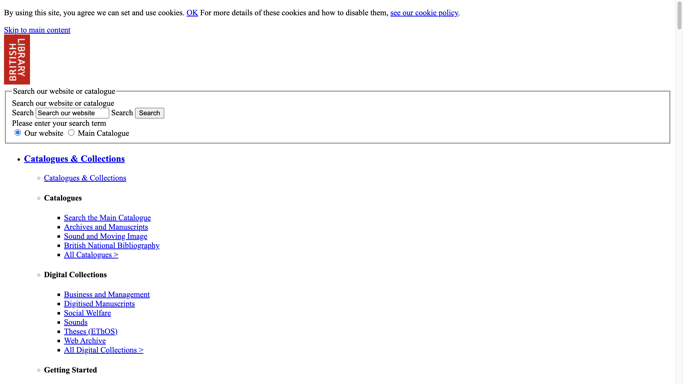 By using this site, you agree we can set and use cookies. OK For more details of these cookies and how to disable them, see our cookie policy.
Skip to main content
BRITISH LIBRARY
Search our website or catalogue
Search our website or catalogue
Search Search our website Search Search
Please enter your search term
Our website Main Catalogue
Catalogues & Collections
Catalogues & Collections
Catalogues
Search the Main Catalogue
Archives and Manuscripts
Sound and Moving Image
British National Bibliography
All Catalogues >
Digital Collections
Business and Management
Digitised Manuscripts
Social Welfare
Sounds
Theses (EThOS)
Web Archive
All Digital Collections >
Getting Started